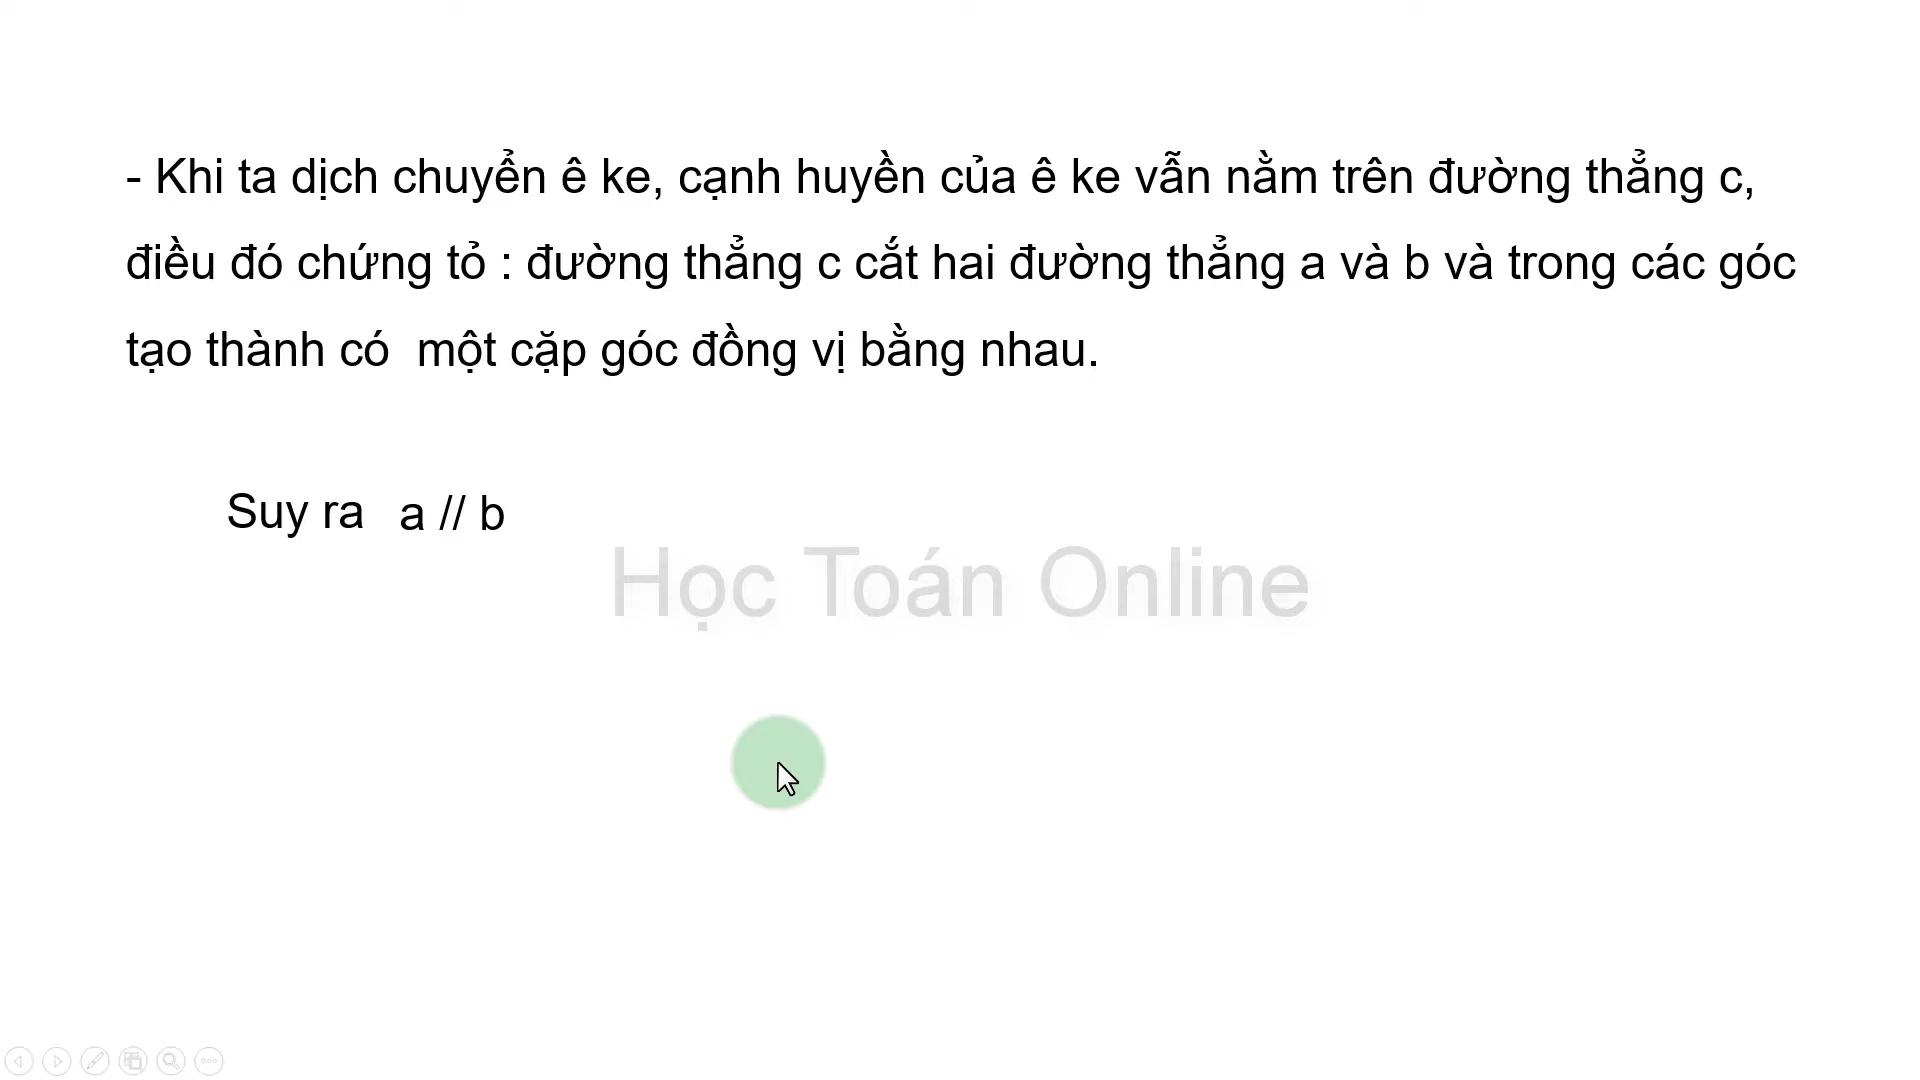 - Khi ta dịch chuyển ê ke, cạnh huyền của ê ke vẫn nằm trên đường thẳng c,
điều đó chứng tỏ : đường thẳng c cắt hai đường thẳng a và b và trong các góc
tạo thành có một cặp góc đồng vị bằng nhau.
Suy ra a // b
Học Toán Online